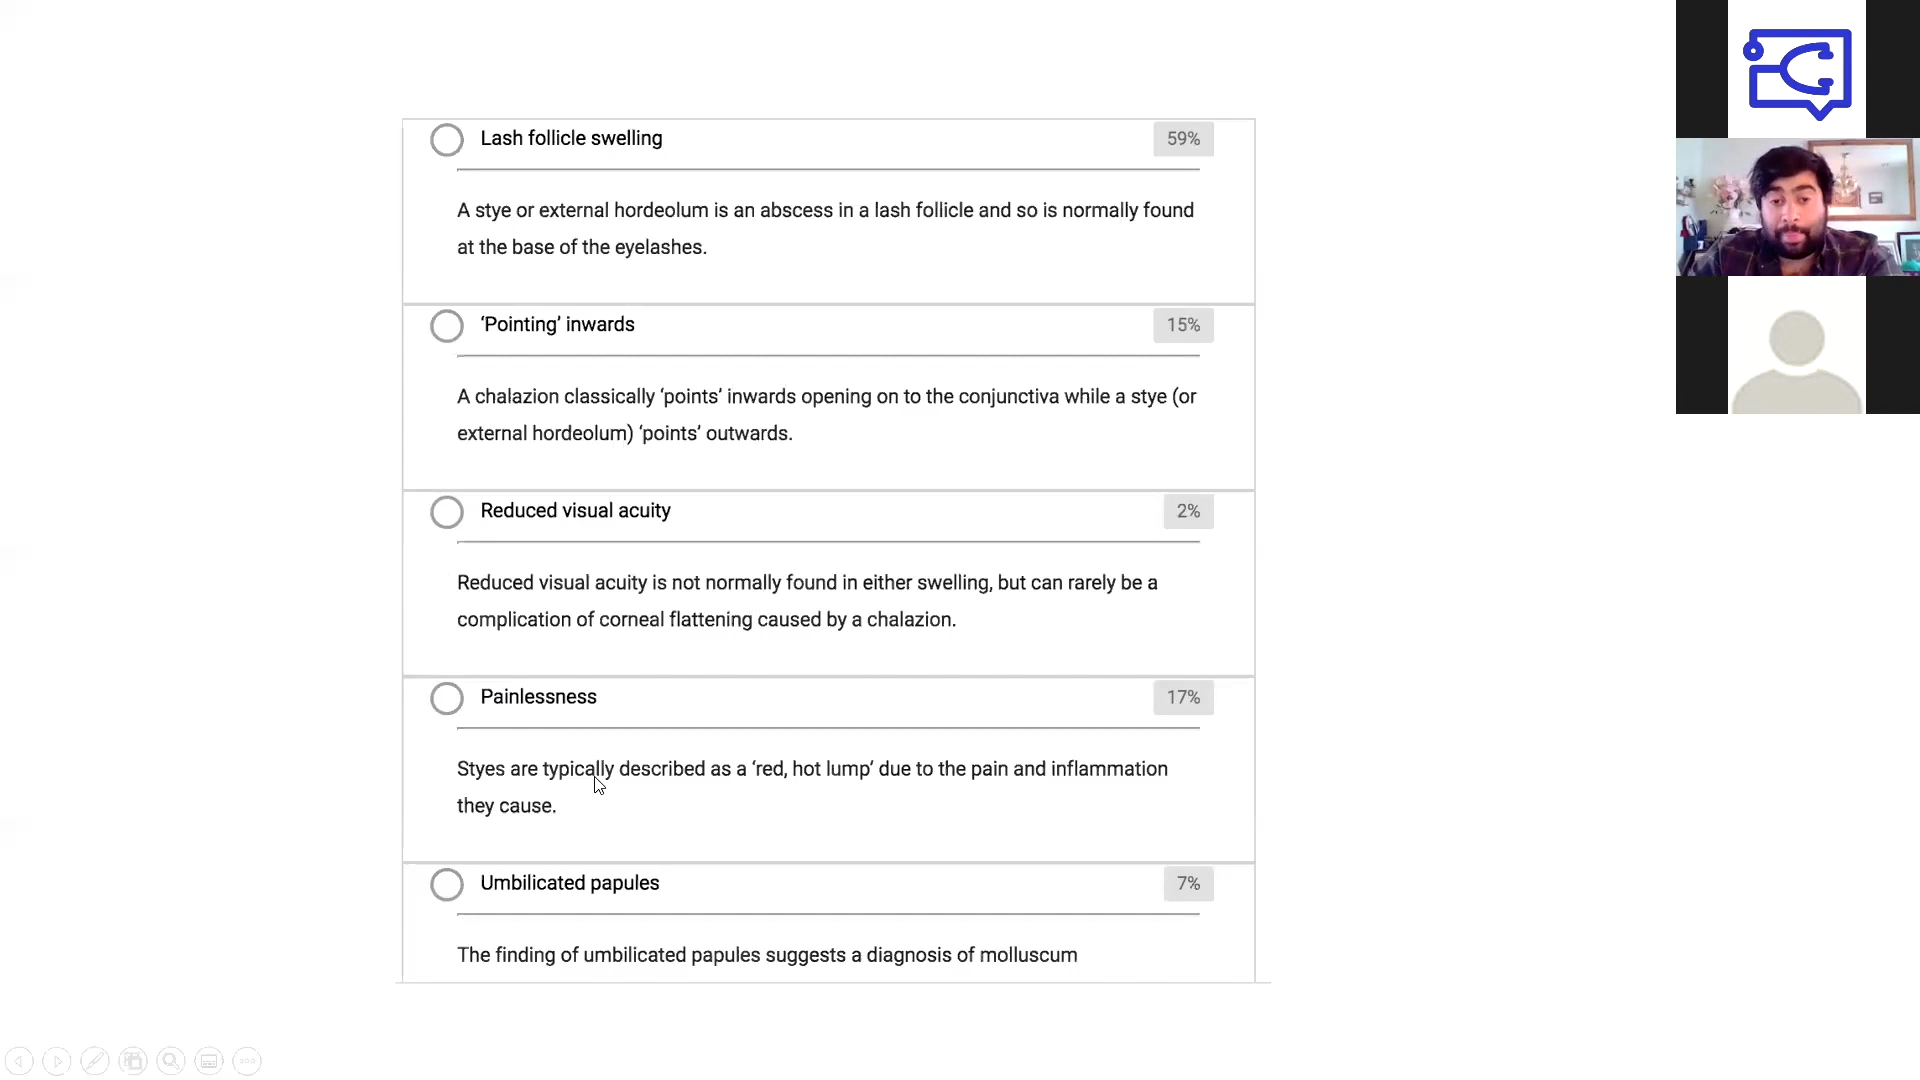 Lash follicle swelling
59%
A stye or external hordeolum is an abscess in a lash follicle and so is normally found
at the base of the eyelashes.
‘Pointing’ inwards
15%
A chalazion classically ‘points’ inwards opening on to the conjunctiva while a stye (or
external hordeolum) ‘points’ outwards.
Reduced visual acuity
2%
Reduced visual acuity is not normally found in either swelling, but can rarely be a
complication of corneal flattening caused by a chalazion.
Painlessness
17%
Styes are typically described as a ‘red, hot lump’ due to the pain and inflammation
they cause.
Umbilicated papules
7%
The finding of umbilicated papules suggests a diagnosis of molluscum